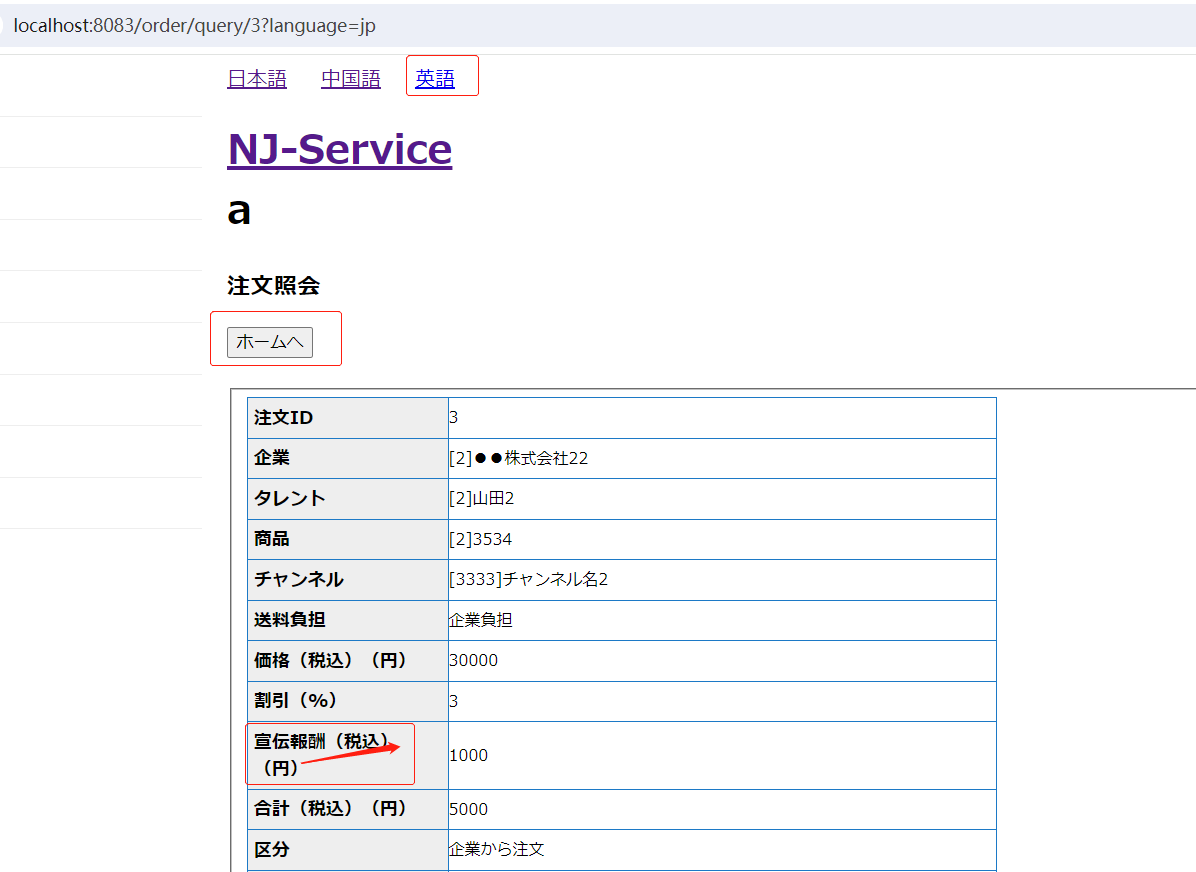 localhost:8083/order/query/3?language=jp
日本語 中国語 英語
NJ-Service
a
注文照会
ホームへ
注文ID 3
企業 [2]●●株式会社22
タレント [2]山田2
商品 [2]3534
チャンネル [3333]チャンネル名2
送料負担 企業負担
価格（税込）（円） 30000
割引（%） 3
宣伝報酬（税込）
（円） 1000
合計（税込）（円） 5000
区分 企業から注文